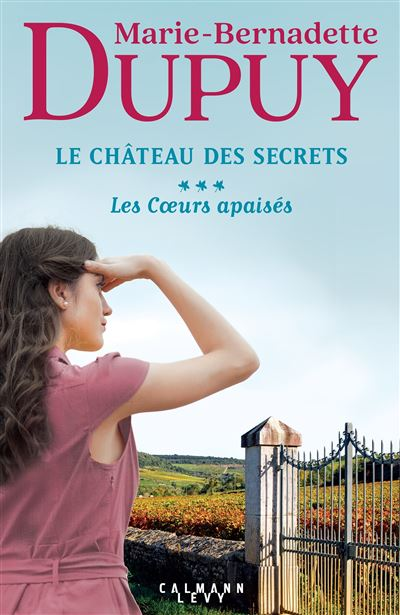 Marie-Bernadette
DUPUY
LE CHÂTEAU DES SECRETS
***
Les Cœurs apaisés
CALMANN
LEVY